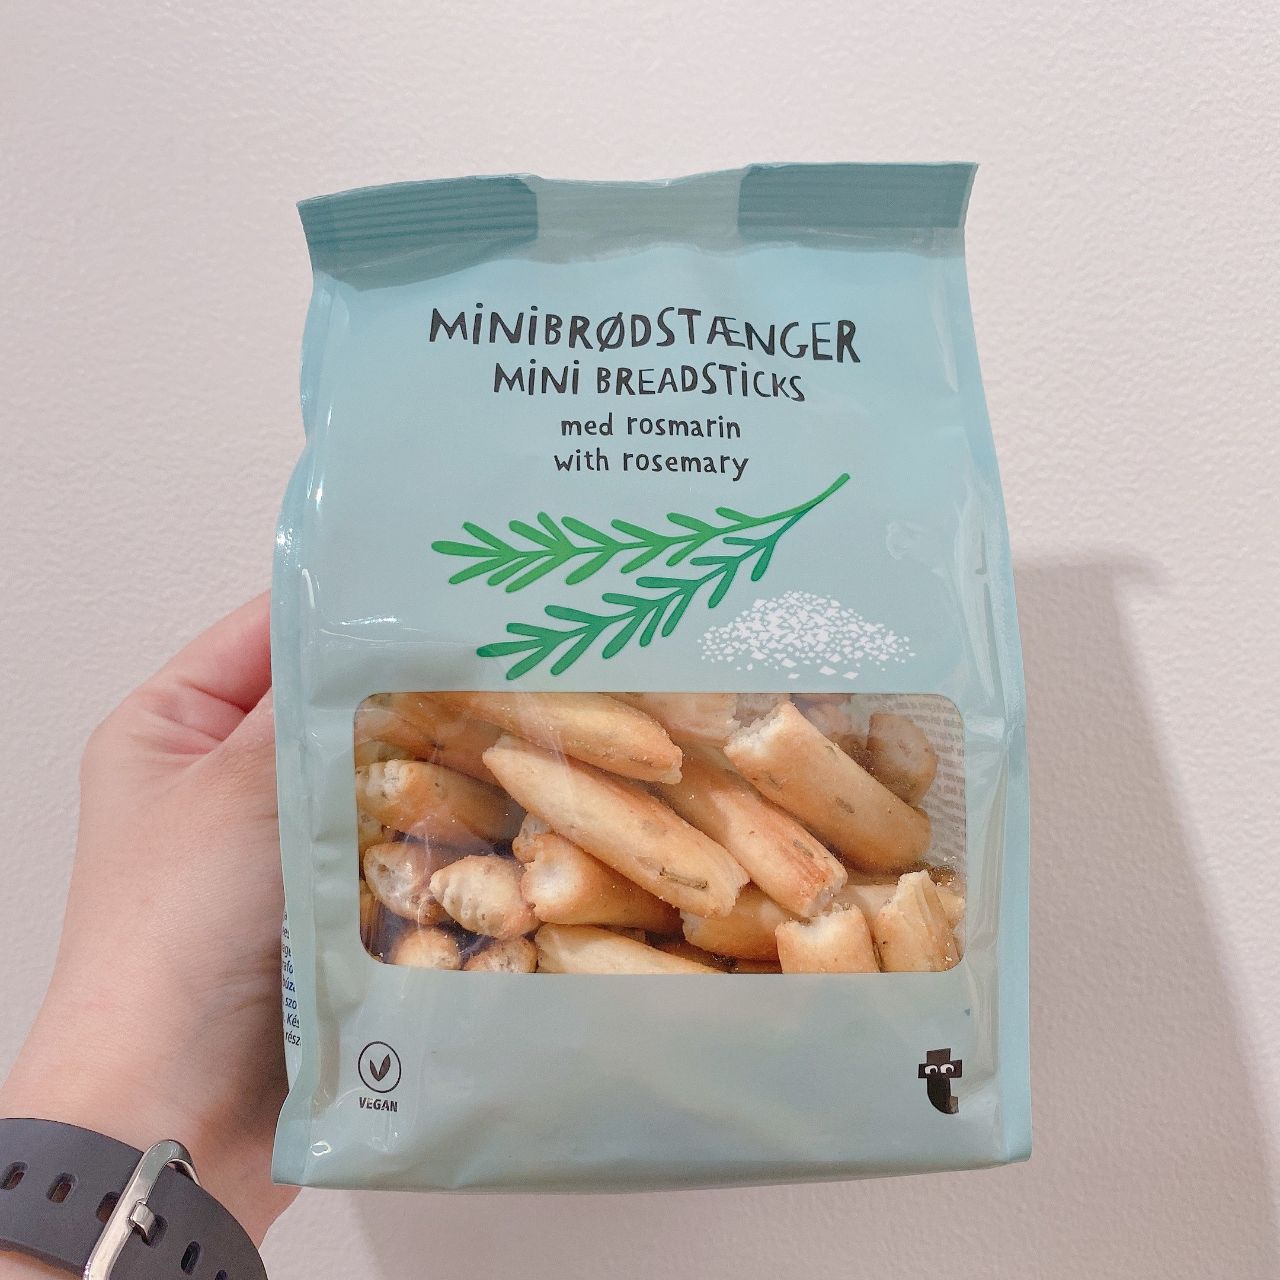 MiNiBRØDSTÆNGER
MiNi BREADSTiCKS
med rosmarin
with rosemary
VEGAN
t